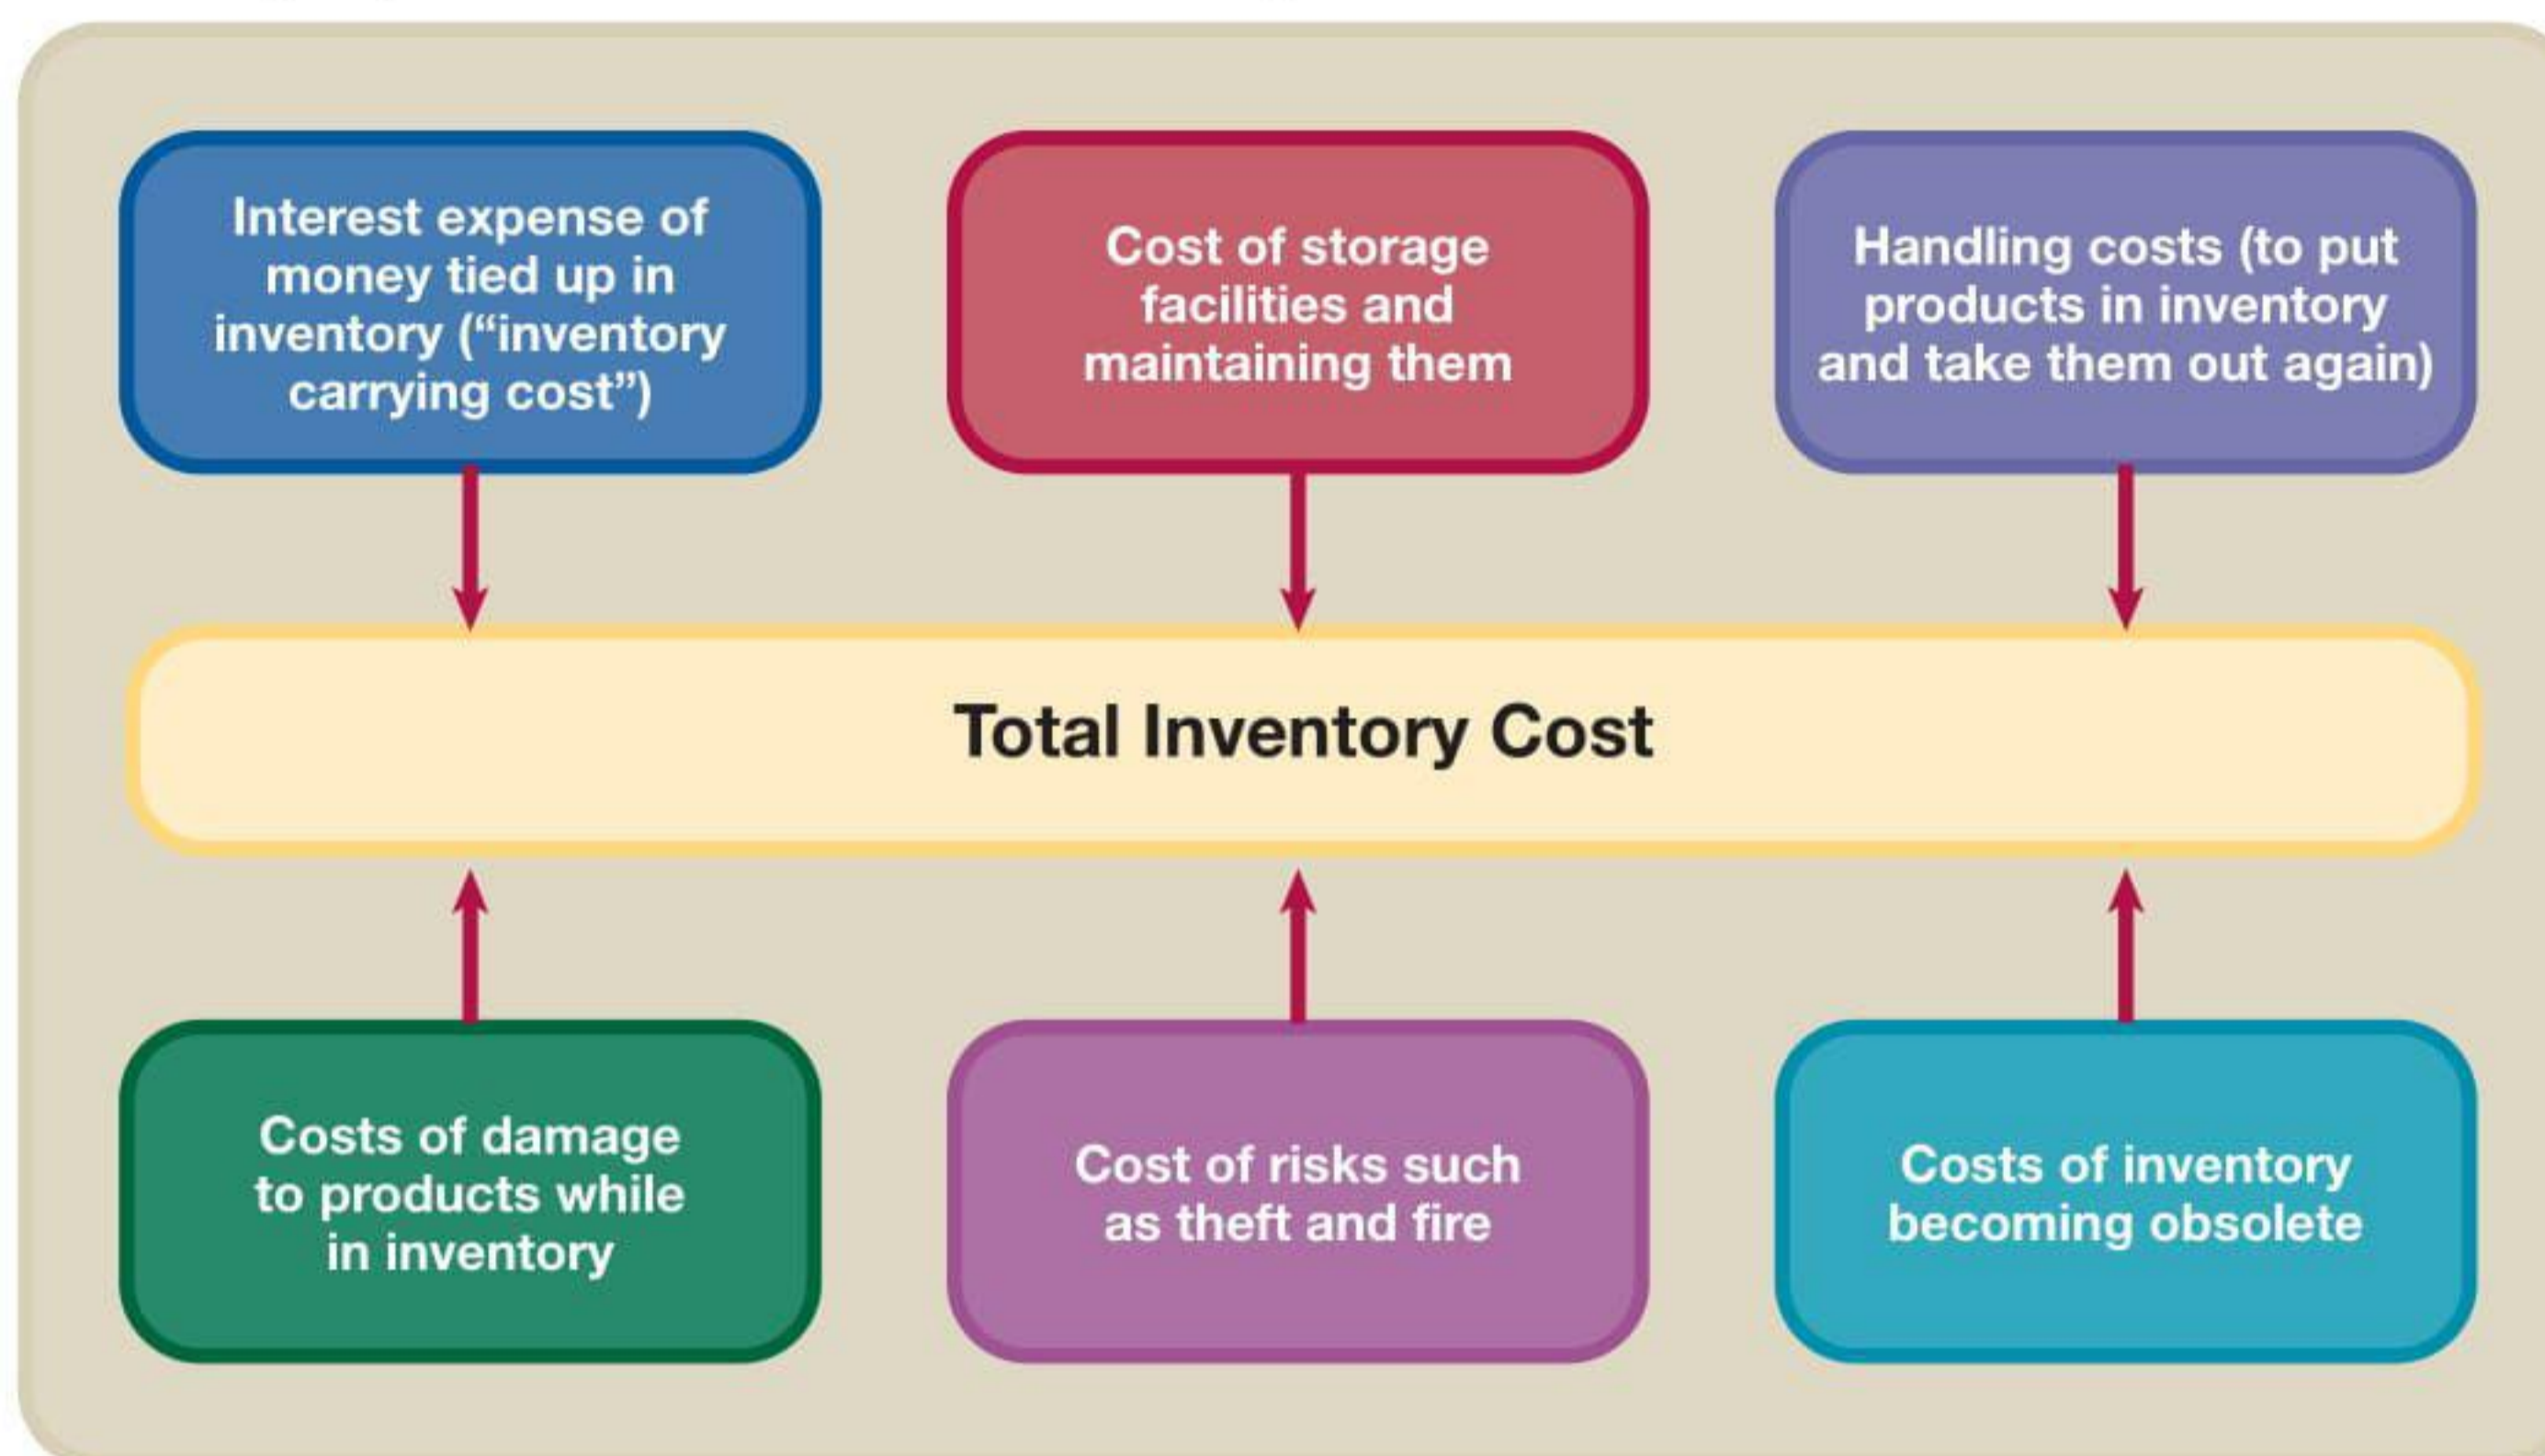 Interest expense of
money tied up in
inventory (“inventory
carrying cost”)
Cost of storage
facilities and
maintaining them
Handling costs (to put
products in inventory
and take them out again)
Total Inventory Cost
Costs of damage
to products while
in inventory
Cost of risks such
as theft and fire
Costs of inventory
becoming obsolete